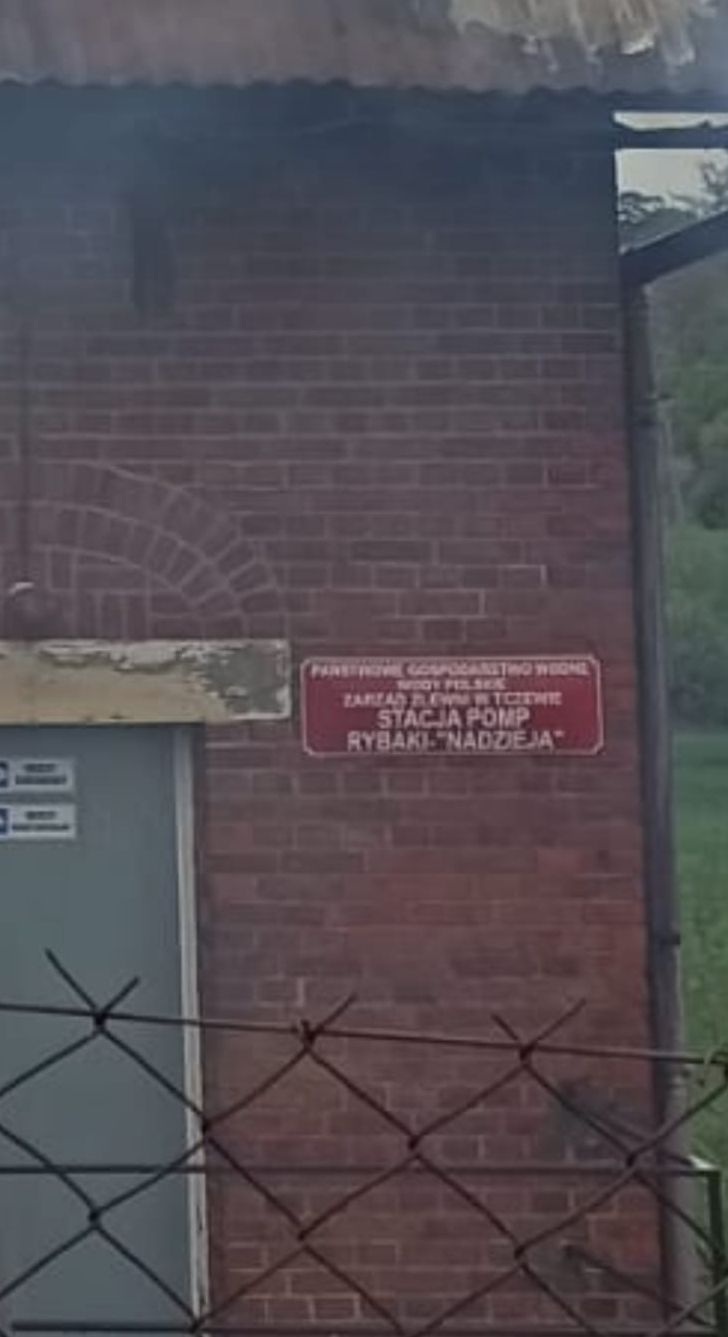 PAŃSTWOWE GOSPODARSTWO WODNE
WODY POLSKIE
ZARZĄD ZLEWNI W TCZEWIE
STACJA POMP
RYBAKI-"NADZIEJA"